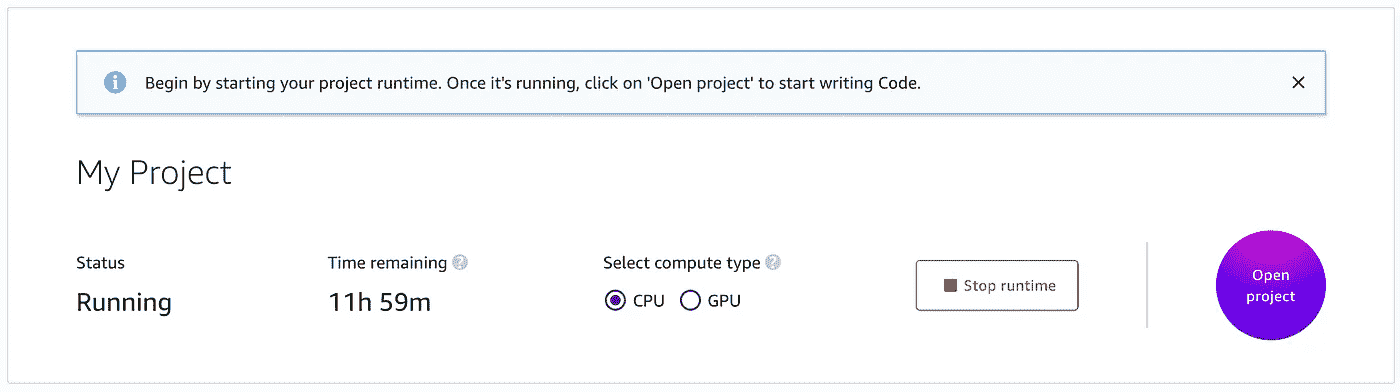 Begin by starting your project runtime. Once it's running, click on 'Open project' to start writing Code.
My Project
Status
Running
Time remaining
11h 59m
Select compute type
CPU GPU
Stop runtime
Open
project